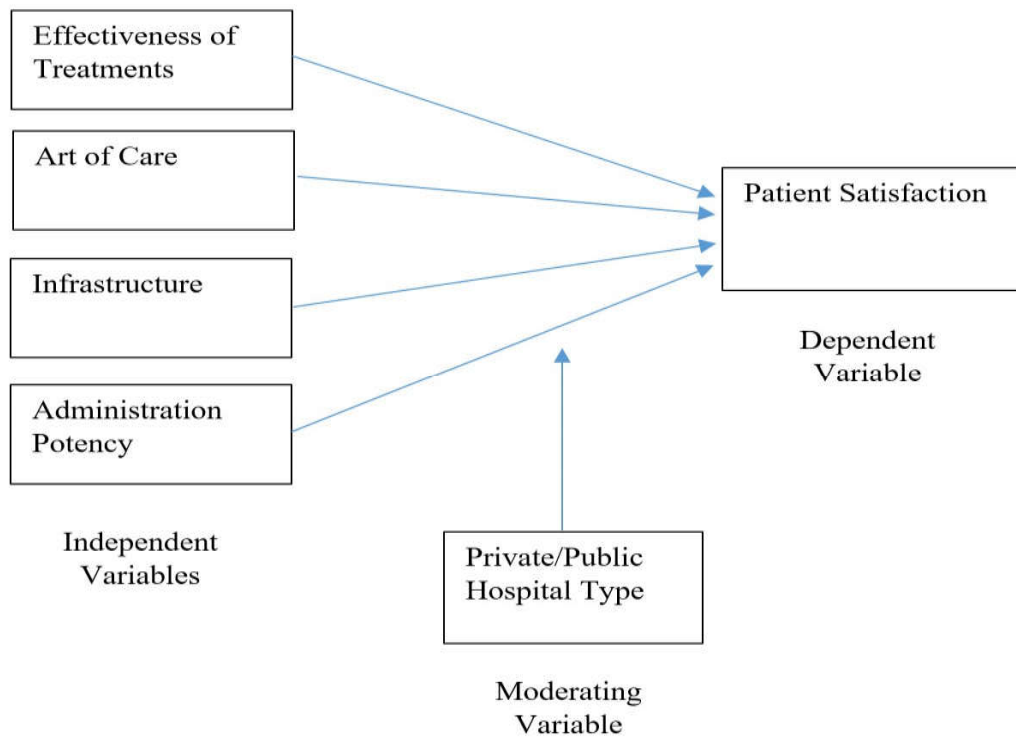 Effectiveness of
Treatments
Art of Care
Infrastructure
Administration
Potency
Independent
Variables
Patient Satisfaction
Dependent
Variable
Private/Public
Hospital Type
Moderating
Variable